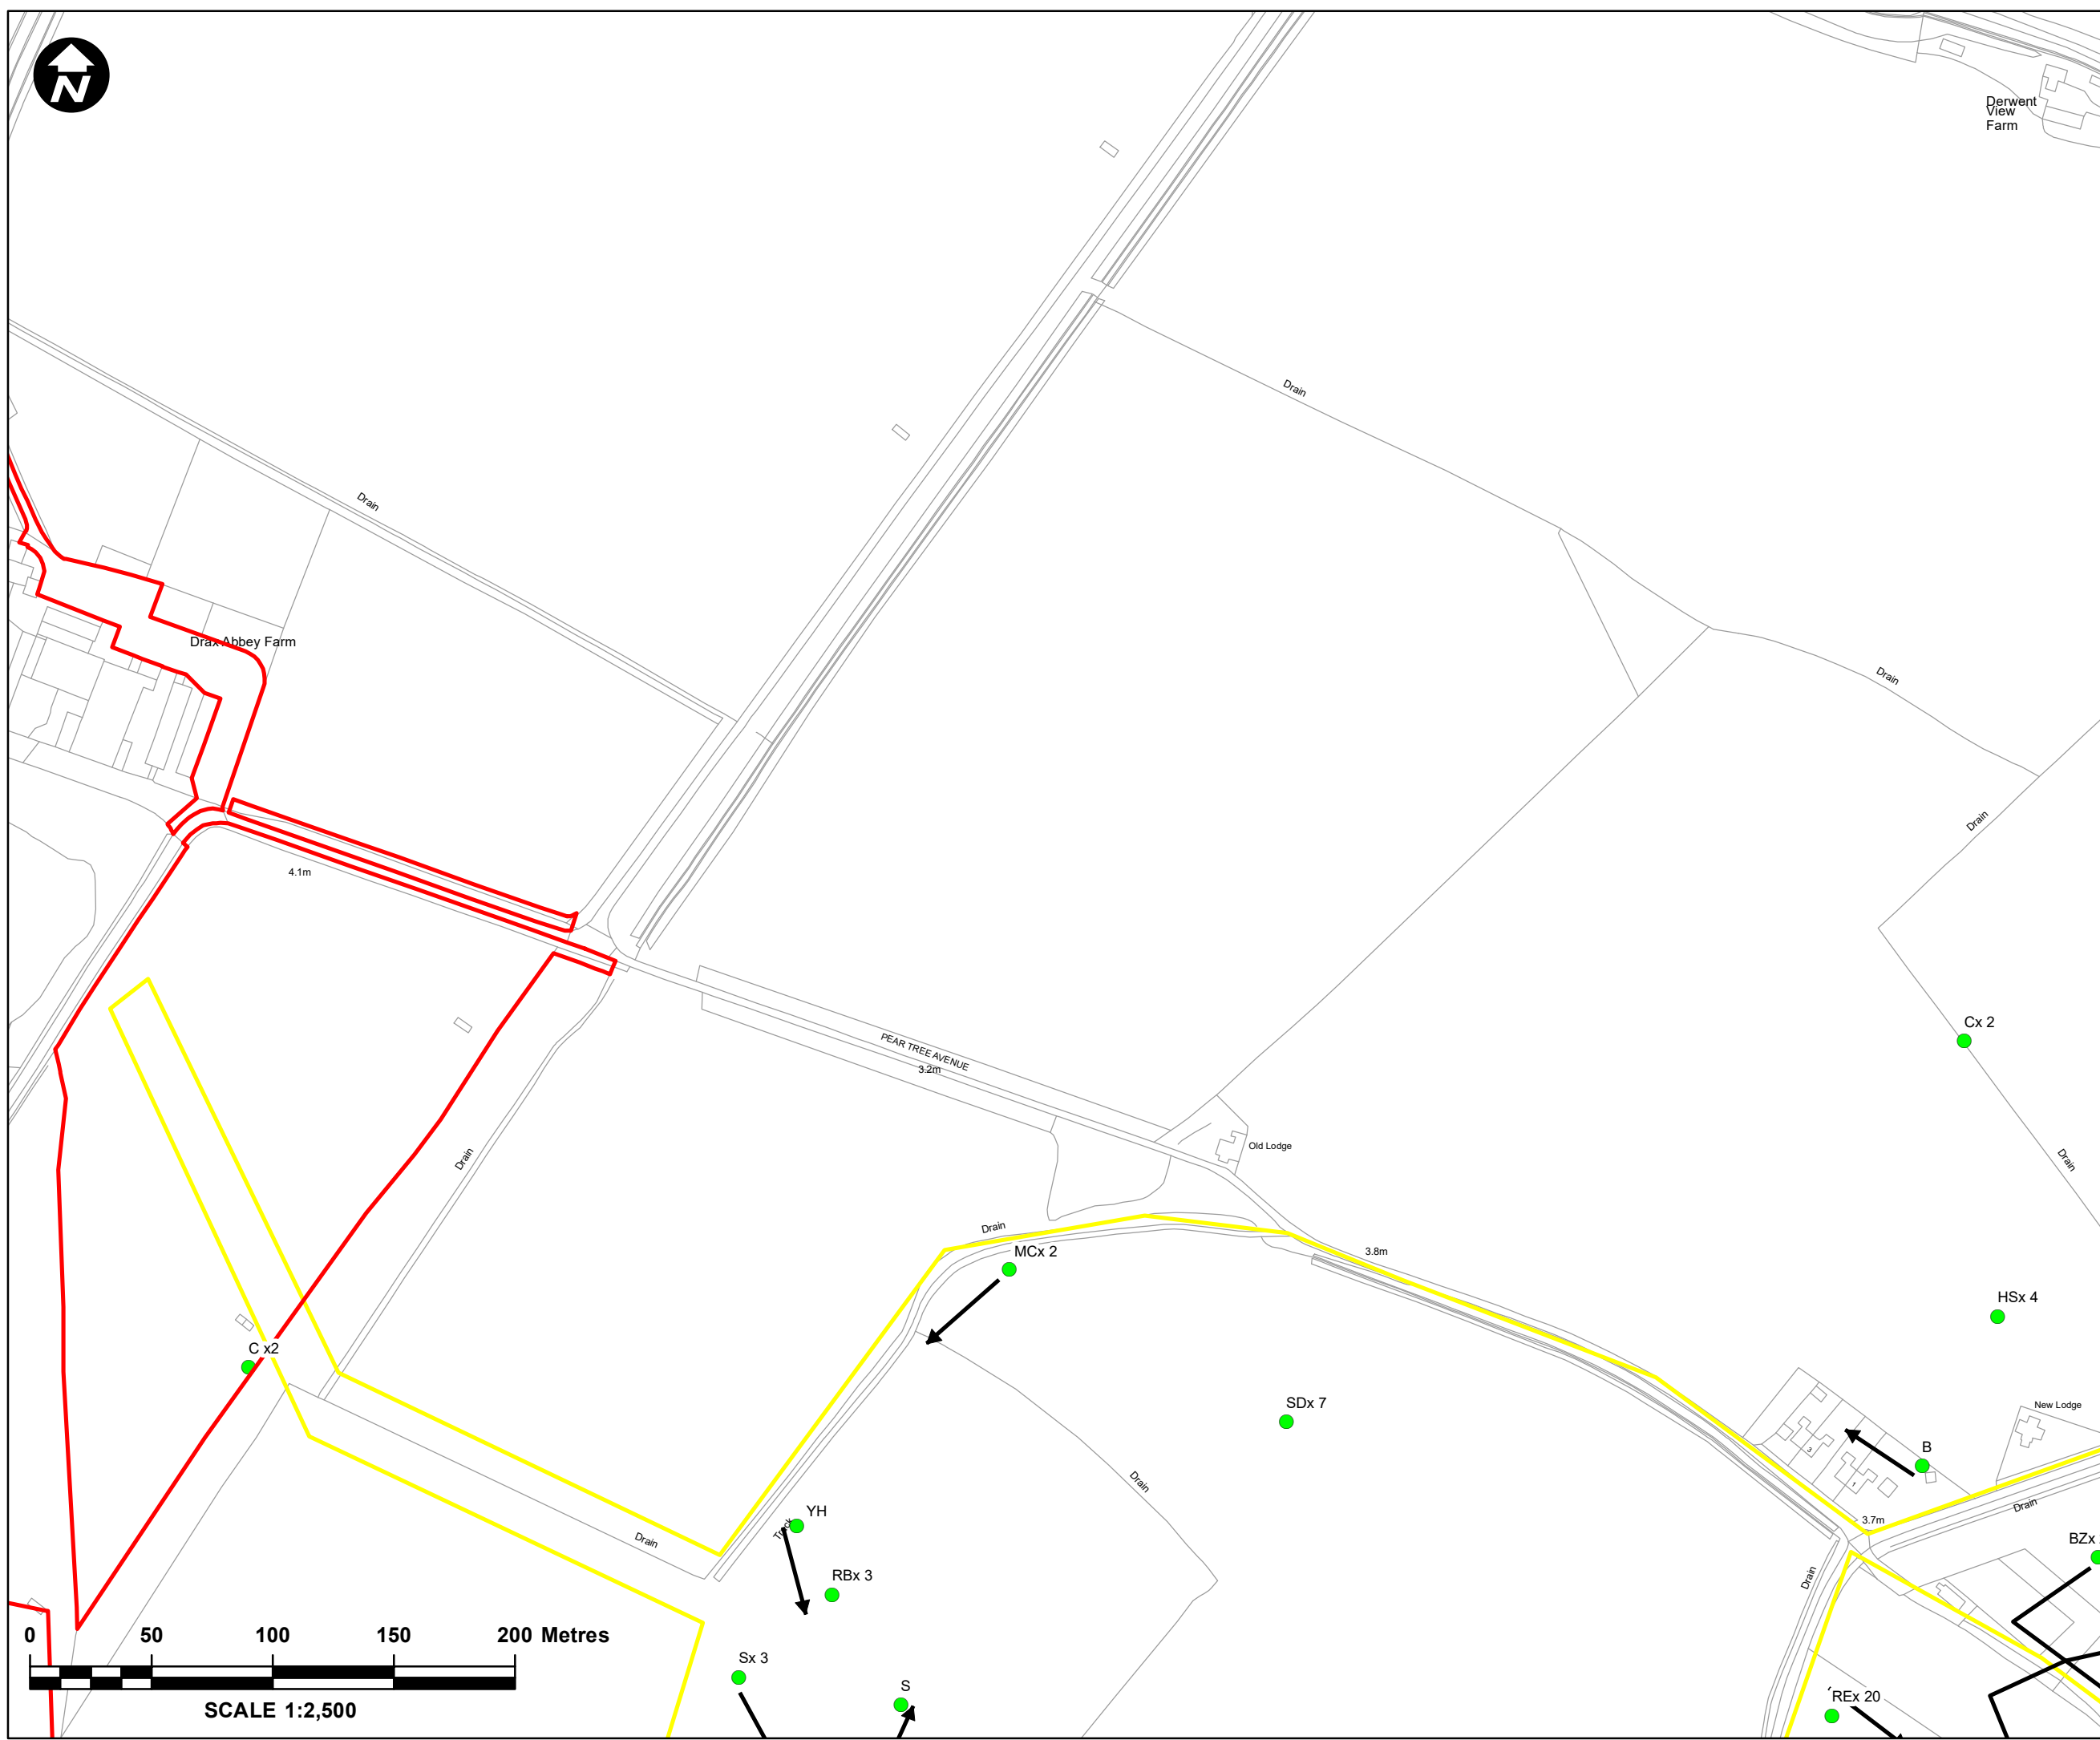 N
Derwent
View
Farm
Drain
Drain
Drax Abbey Farm
Drain
Drain
4.1m
Cx 2
PEAR TREE AVENUE
3.2m
Old Lodge
Drain
Drain
Drain
MCx 2
3.8m
HSx 4
C x2
SDx 7
New Lodge
B
3
1
Drain
Drain
YH
Track
Drain
3.7m
BZx
RBx 3
Drain
0 50 100 150 200 Metres
Sx 3
S
REx 20
SCALE 1:2,500